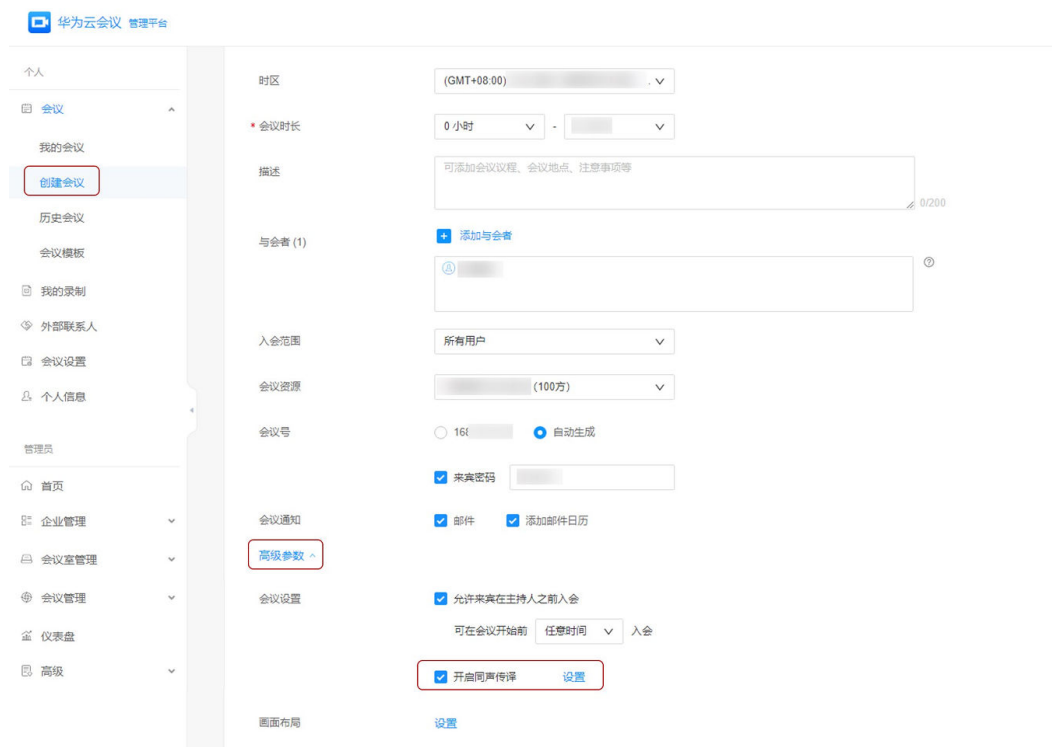 华为云会议 管理平台
个人
会议
我的会议
创建会议
历史会议
会议模板
我的录制
外部联系人
会议设置
个人信息
管理员
首页
企业管理
会议室管理
会议管理
仪表盘
高级
时区 (GMT+08:00)
* 会议时长 0 小时 -
描述 可添加会议议程、会议地点、注意事项等
0/200
与会者 (1) + 添加与会者
入会范围 所有用户
会议资源 (100方)
会议号 168 自动生成
来宾密码
会议通知 邮件 添加邮件日历
高级参数
会议设置 允许来宾在主持人之前入会
可在会议开始前 任意时间 入会
开启同声传译 设置
画面布局 设置